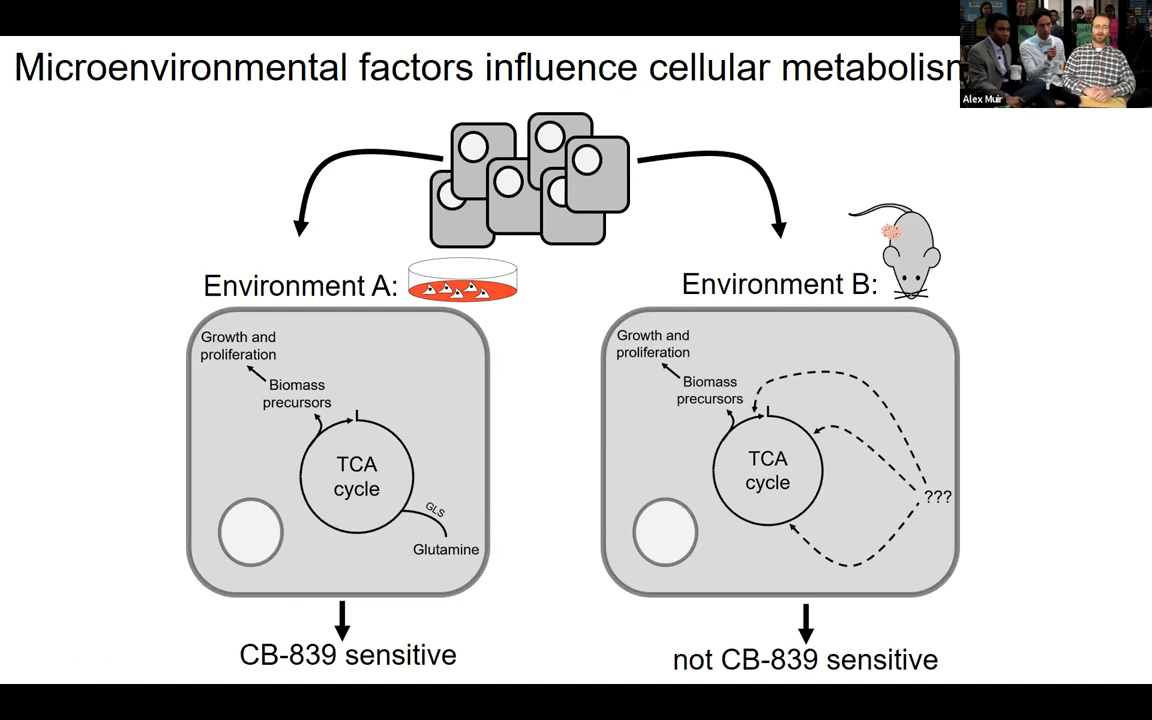 Microenvironmental factors influence cellular metabolism
Alex Muir
Environment A:
Environment B:
Growth and
proliferation
Biomass
precursors
TCA
cycle
GLS
Glutamine
Growth and
proliferation
Biomass
precursors
TCA
cycle
???
CB-839 sensitive
not CB-839 sensitive